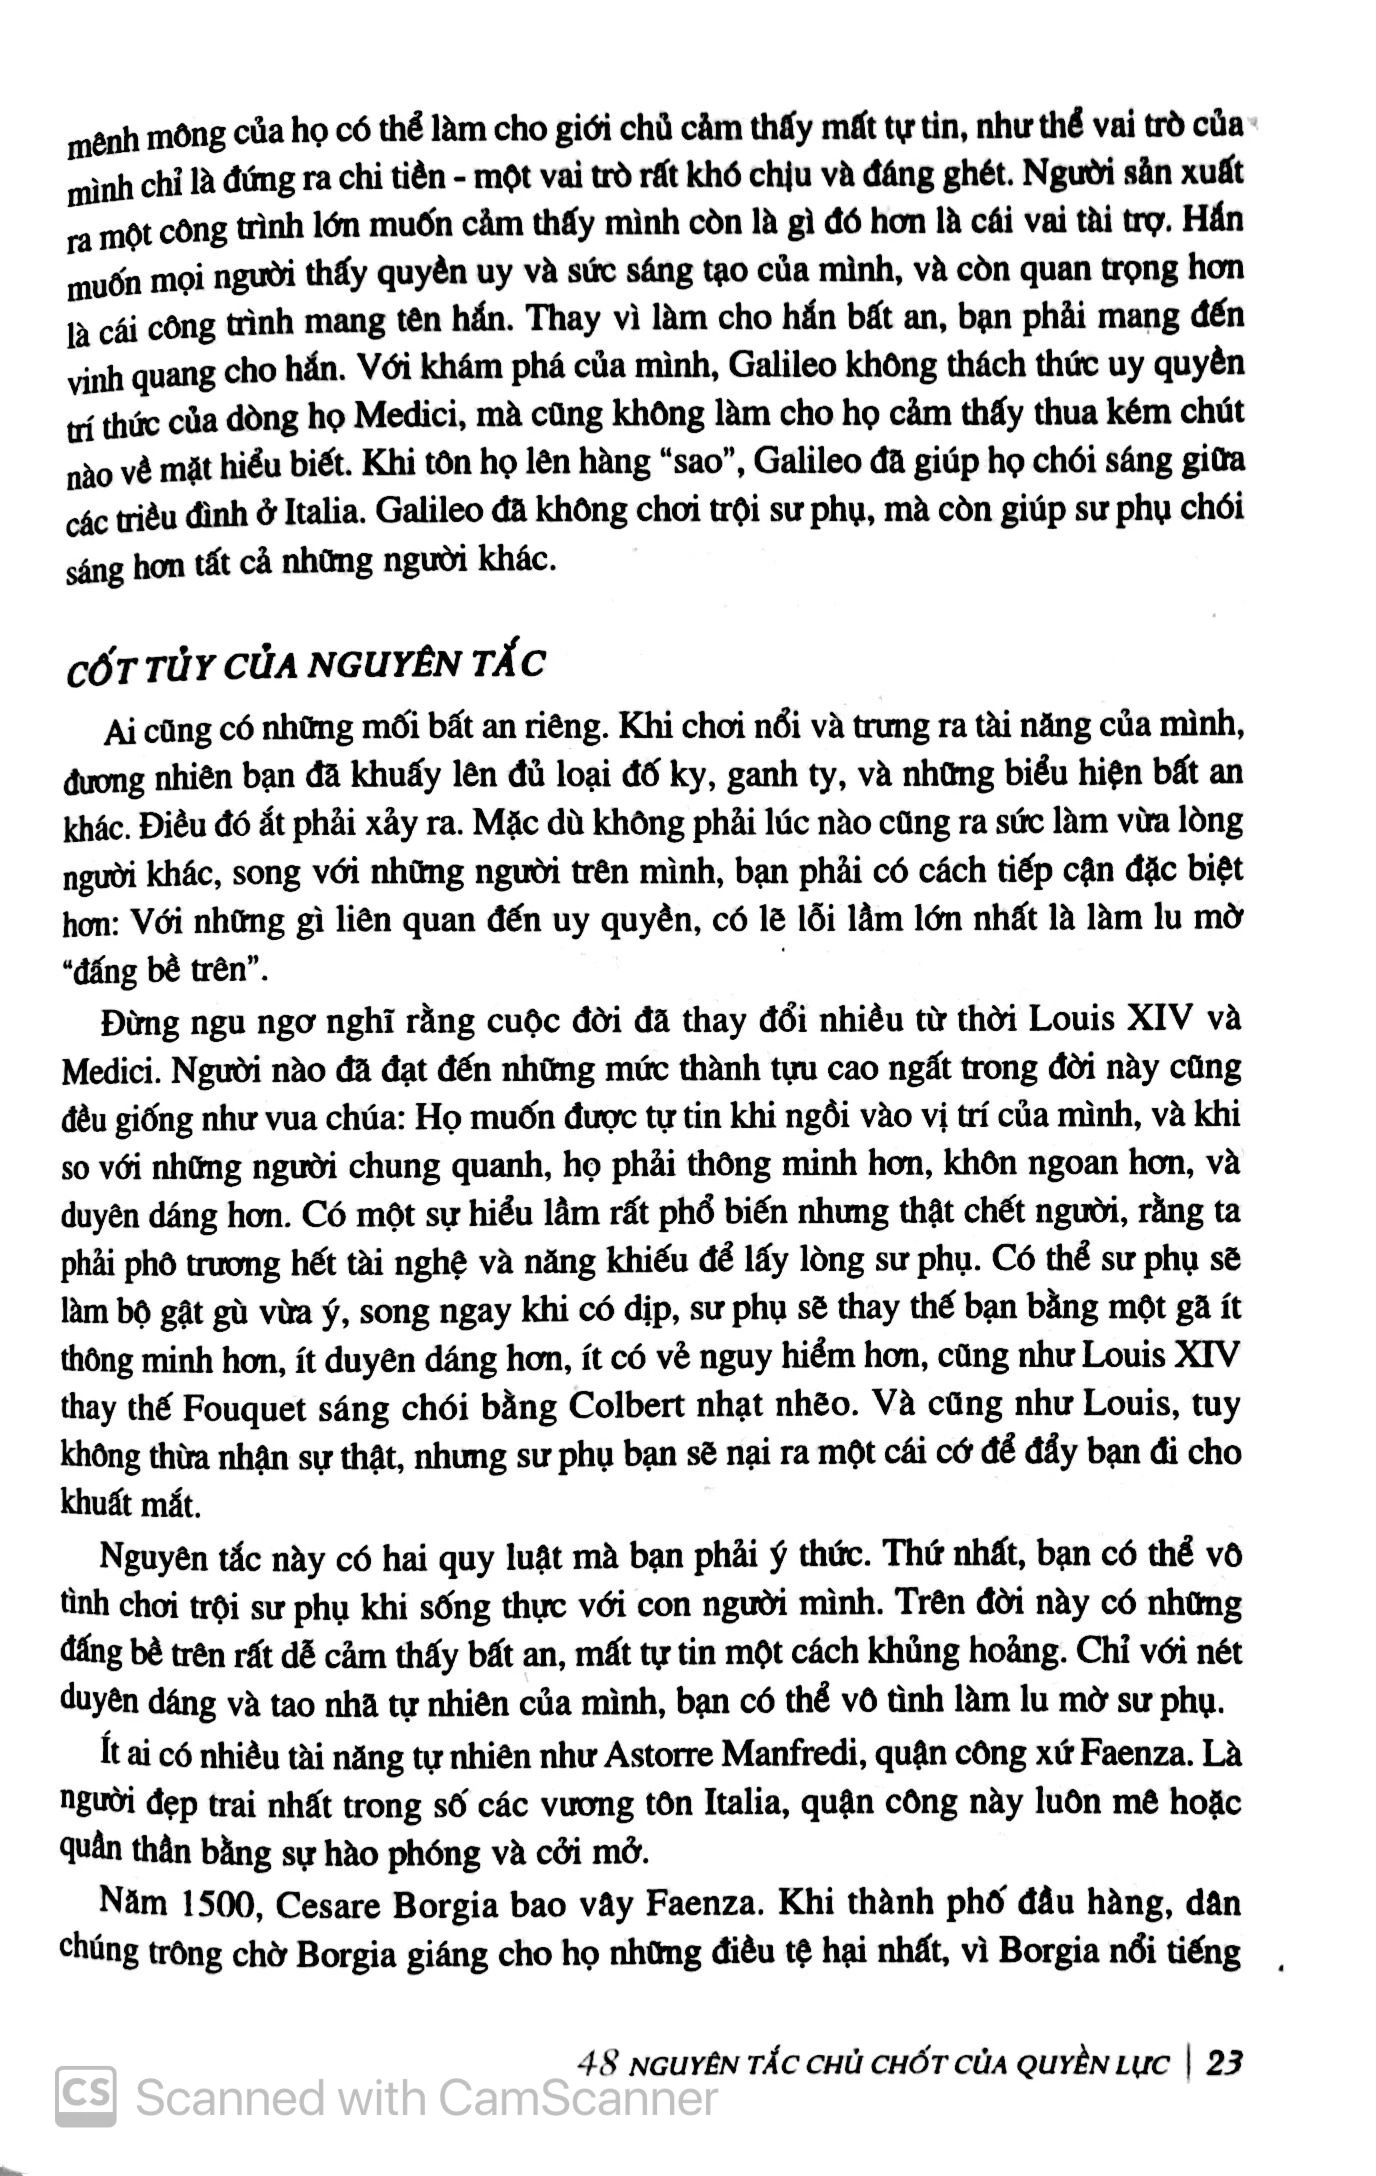 mênh mông của họ có thể làm cho giới chủ cảm thấy mất tự tin, như thể vai trò của
mình chỉ là đứng ra chi tiền - một vai trò rất khó chịu và đáng ghét. Người sản xuất
ra một công trình lớn muốn cảm thấy mình còn là gì đó hơn là cái vai tài trợ. Hắn
muốn mọi người thấy quyền uy và sức sáng tạo của mình, và còn quan trọng hơn
là cái công trình mang tên hắn. Thay vì làm cho hắn bất an, bạn phải mang đến
vinh quang cho hắn. Với khám phá của mình, Galileo không thách thức uy quyền
trí thức của dòng họ Medici, mà cũng không làm cho họ cảm thấy thua kém chút
nào về mặt hiểu biết. Khi tôn họ lên hàng “sao”, Galileo đã giúp họ chói sáng giữa
các triều đình ở Italia. Galileo đã không chơi trội sư phụ, mà còn giúp sư phụ chói
sáng hơn tất cả những người khác.
CỐT TỦY CỦA NGUYÊN TẮC
Ai cũng có những mối bất an riêng. Khi chơi nổi và trưng ra tài năng của mình,
đương nhiên bạn đã khuấy lên đủ loại đố kỵ, ganh tỵ, và những biểu hiện bất an
khác. Điều đó ắt phải xảy ra. Mặc dù không phải lúc nào cũng ra sức làm vừa lòng
người khác, song với những người trên mình, bạn phải có cách tiếp cận đặc biệt
hơn: Với những gì liên quan đến uy quyền, có lẽ lỗi lầm lớn nhất là làm lu mờ
“đấng bề trên”.
Đừng ngu ngơ nghĩ rằng cuộc đời đã thay đổi nhiều từ thời Louis XIV và
Medici. Người nào đã đạt đến những mức thành tựu cao ngất trong đời này cũng
đều giống như vua chúa: Họ muốn được tự tin khi ngồi vào vị trí của mình, và khi
so với những người chung quanh, họ phải thông minh hơn, khôn ngoan hơn, và
duyên dáng hơn. Có một sự hiểu lầm rất phổ biến nhưng thật chết người, rằng ta
phải phô trương hết tài nghệ và năng khiếu để lấy lòng sư phụ. Có thể sư phụ sẽ
làm bộ gật gù vừa ý, song ngay khi có dịp, sư phụ sẽ thay thế bạn bằng một gã ít
thông minh hơn, ít duyên dáng hơn, ít có vẻ nguy hiểm hơn, cũng như Louis XIV
thay thế Fouquet sáng chói bằng Colbert nhạt nhẽo. Và cũng như Louis, tuy
không thừa nhận sự thật, nhưng sư phụ bạn sẽ nại ra một cái cớ để đẩy bạn đi cho
khuất mắt.
Nguyên tắc này có hai quy luật mà bạn phải ý thức. Thứ nhất, bạn có thể vô
tình chơi trội sư phụ khi sống thực với con người mình. Trên đời này có những
đấng bề trên rất dễ cảm thấy bất an, mất tự tin một cách khủng hoảng. Chỉ với nét
duyên dáng và tao nhã tự nhiên của mình, bạn có thể vô tình làm lu mờ sư phụ.
Ít ai có nhiều tài năng tự nhiên như Astorre Manfredi, quận công xứ Faenza. Là
người đẹp trai nhất trong số các vương tôn Italia, quận công này luôn mê hoặc
quần thần bằng sự hào phóng và cởi mở.
Năm 1500, Cesare Borgia bao vây Faenza. Khi thành phố đầu hàng, dân
chúng trông chờ Borgia giáng cho họ những điều tệ hại nhất, vì Borgia nổi tiếng
48 NGUYÊN TẮC CHỦ CHỐT CỦA QUYỀN LỰC | 23
CS Scanned with CamScanner